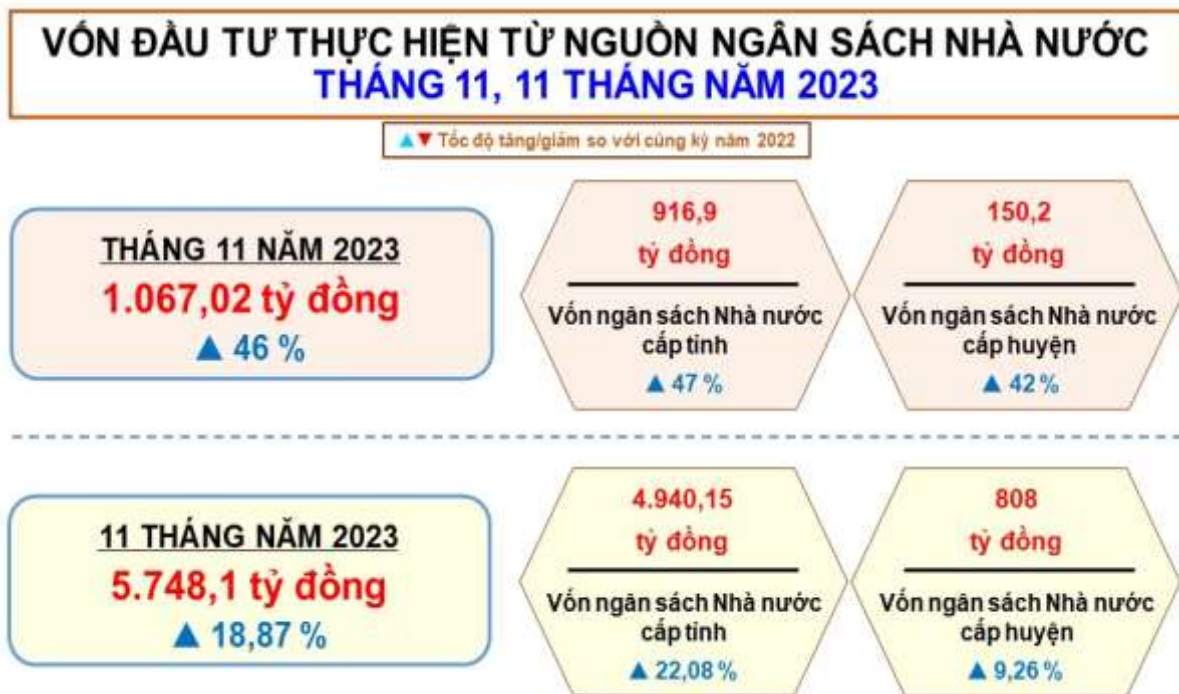 VỐN ĐẦU TƯ THỰC HIỆN TỪ NGUỒN NGÂN SÁCH NHÀ NƯỚC
THÁNG 11, 11 THÁNG NĂM 2023
▲▼ Tốc độ tăng/giảm so với cùng kỳ năm 2022
THÁNG 11 NĂM 2023
1.067,02 tỷ đồng
▲ 46 %
916,9
tỷ đồng
Vốn ngân sách Nhà nước
cấp tỉnh
▲ 47 %
150,2
tỷ đồng
Vốn ngân sách Nhà nước
cấp huyện
▲ 42 %
11 THÁNG NĂM 2023
5.748,1 tỷ đồng
▲ 18,87 %
4.940,15
tỷ đồng
Vốn ngân sách Nhà nước
cấp tỉnh
▲ 22,08 %
808
tỷ đồng
Vốn ngân sách Nhà nước
cấp huyện
▲ 9,26 %